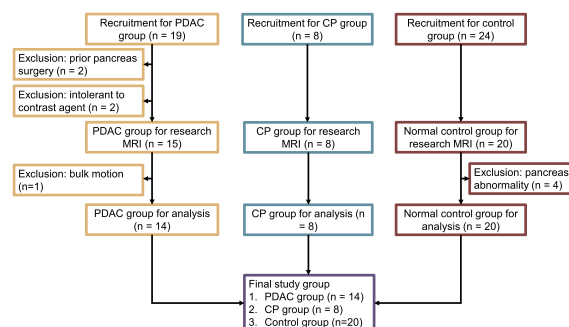 Recruitment for PDAC
group (n = 19)
Recruitment for CP group
(n = 8)
Recruitment for control
group (n = 24)
Exclusion: prior pancreas
surgery (n = 2)
Exclusion: intolerant to
contrast agent (n = 2)
PDAC group for research
MRI (n = 15)
CP group for research
MRI (n = 8)
Normal control group for
research MRI (n = 20)
Exclusion: bulk motion
(n=1)
Exclusion: pancreas
abnormality (n = 4)
PDAC group for analysis
(n = 14)
CP group for analysis (n
= 8)
Normal control group for
analysis (n = 20)
Final study group
1. PDAC group (n = 14)
2. CP group (n = 8)
3. Control group (n=20)